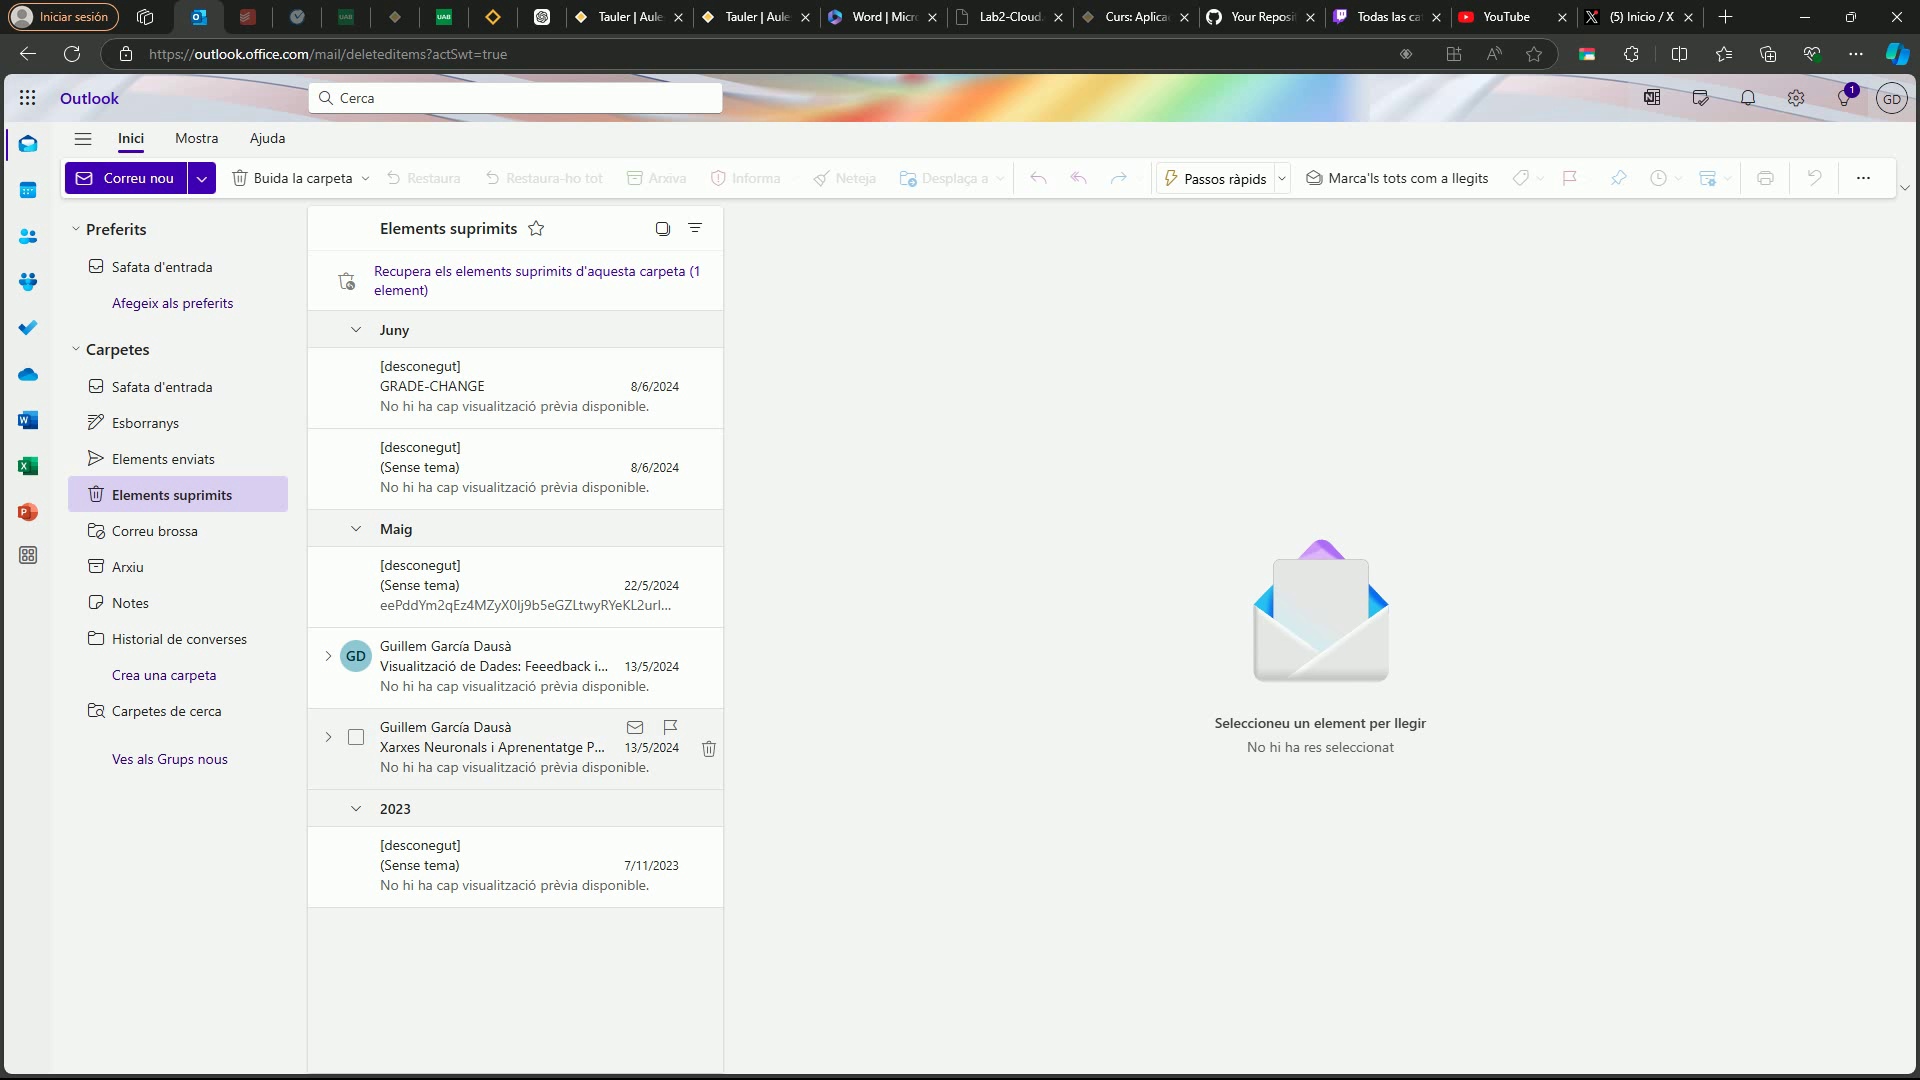 Iniciar sesión
Tauler | Aule
Tauler | Aule
Word | Micr
Lab2-Cloud
Curs: Aplica
Your Reposit
Todas las ca
YouTube
(5) Inicio / X
https://outlook.office.com/mail/deleteditems?actSwt=true
Outlook
Cerca
1
GD
Inici
Mostra
Ajuda
Correu nou
Buida la carpeta
Restaura
Restaura-ho tot
Arxiva
Informa
Neteja
Desplaça a
Passos ràpids
Marca'ls tots com a llegits
Preferits
Safata d'entrada
Afegeix als preferits
Carpetes
Safata d'entrada
Esborranys
Elements enviats
Elements suprimits
Correu brossa
Arxiu
Notes
Historial de converses
Crea una carpeta
Carpetes de cerca
Ves als Grups nous
Elements suprimits
Recupera els elements suprimits d'aquesta carpeta (1
element)
Juny
[desconegut]
GRADE-CHANGE 8/6/2024
No hi ha cap visualització prèvia disponible.
[desconegut]
(Sense tema) 8/6/2024
No hi ha cap visualització prèvia disponible.
Maig
[desconegut]
(Sense tema) 22/5/2024
eePddYm2qEz4MZyX0lj9b5eGZLtwyRYeKL2url...
GD
Guillem García Dausà
Visualització de Dades: Feeedback i... 13/5/2024
No hi ha cap visualització prèvia disponible.
Guillem García Dausà
Xarxes Neuronals i Aprenentatge P... 13/5/2024
No hi ha cap visualització prèvia disponible.
2023
[desconegut]
(Sense tema) 7/11/2023
No hi ha cap visualització prèvia disponible.
Seleccioneu un element per llegir
No hi ha res seleccionat